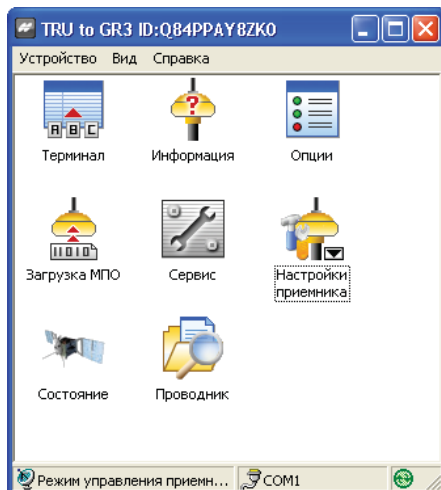 TRU to GR3 ID:Q84PPAY8ZK0
Устройство Вид Справка
A B C
Терминал
?
Информация
Опции
11010
Загрузка МПО
Сервис
Настройки
приемника
Состояние
Проводник
Режим управления приемн... COM1